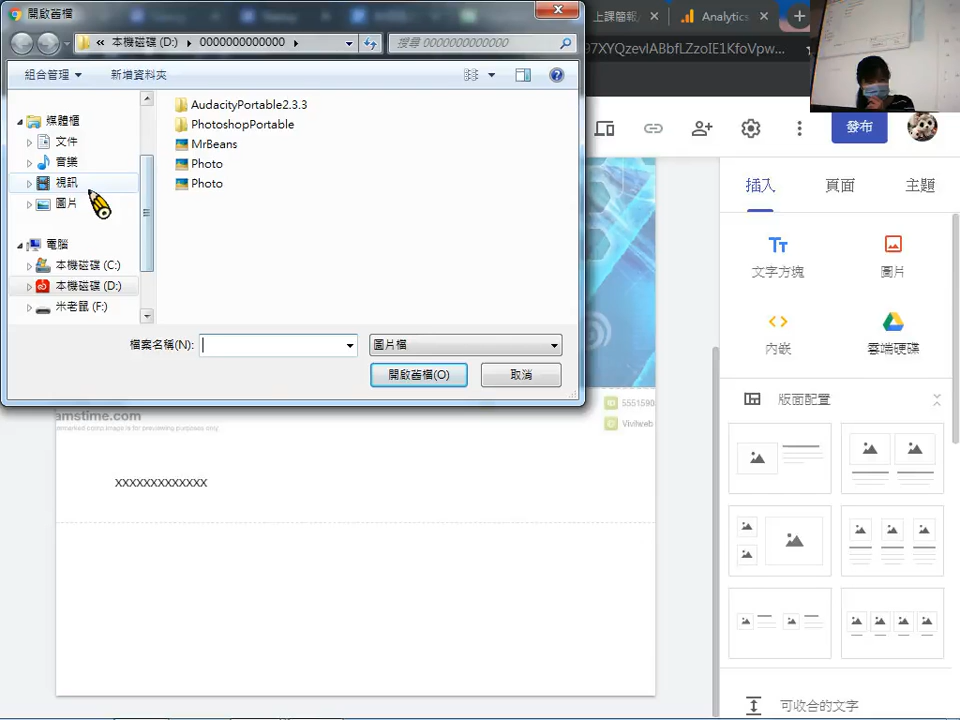 開啟舊檔
上課簡報
Analytics
« 本機磁碟 (D:) ▸ 0000000000000 ▸
搜尋 0000000000000
97XYQzevIABbfLZzoIE1KfoVpw...
組合管理
新增資料夾
媒體櫃
文件
音樂
視訊
圖片
電腦
本機磁碟 (C:)
本機磁碟 (D:)
米老鼠 (F:)
AudacityPortable2.3.3
PhotoshopPortable
MrBeans
Photo
Photo
檔案名稱(N):
圖片檔
開啟舊檔(O)
取消
發布
插入
頁面
主題
文字方塊
圖片
內嵌
雲端硬碟
版面配置
可收合的文字
amstime.com
ID 5551590
Vivilweb
xxxxxxxxxxxxx